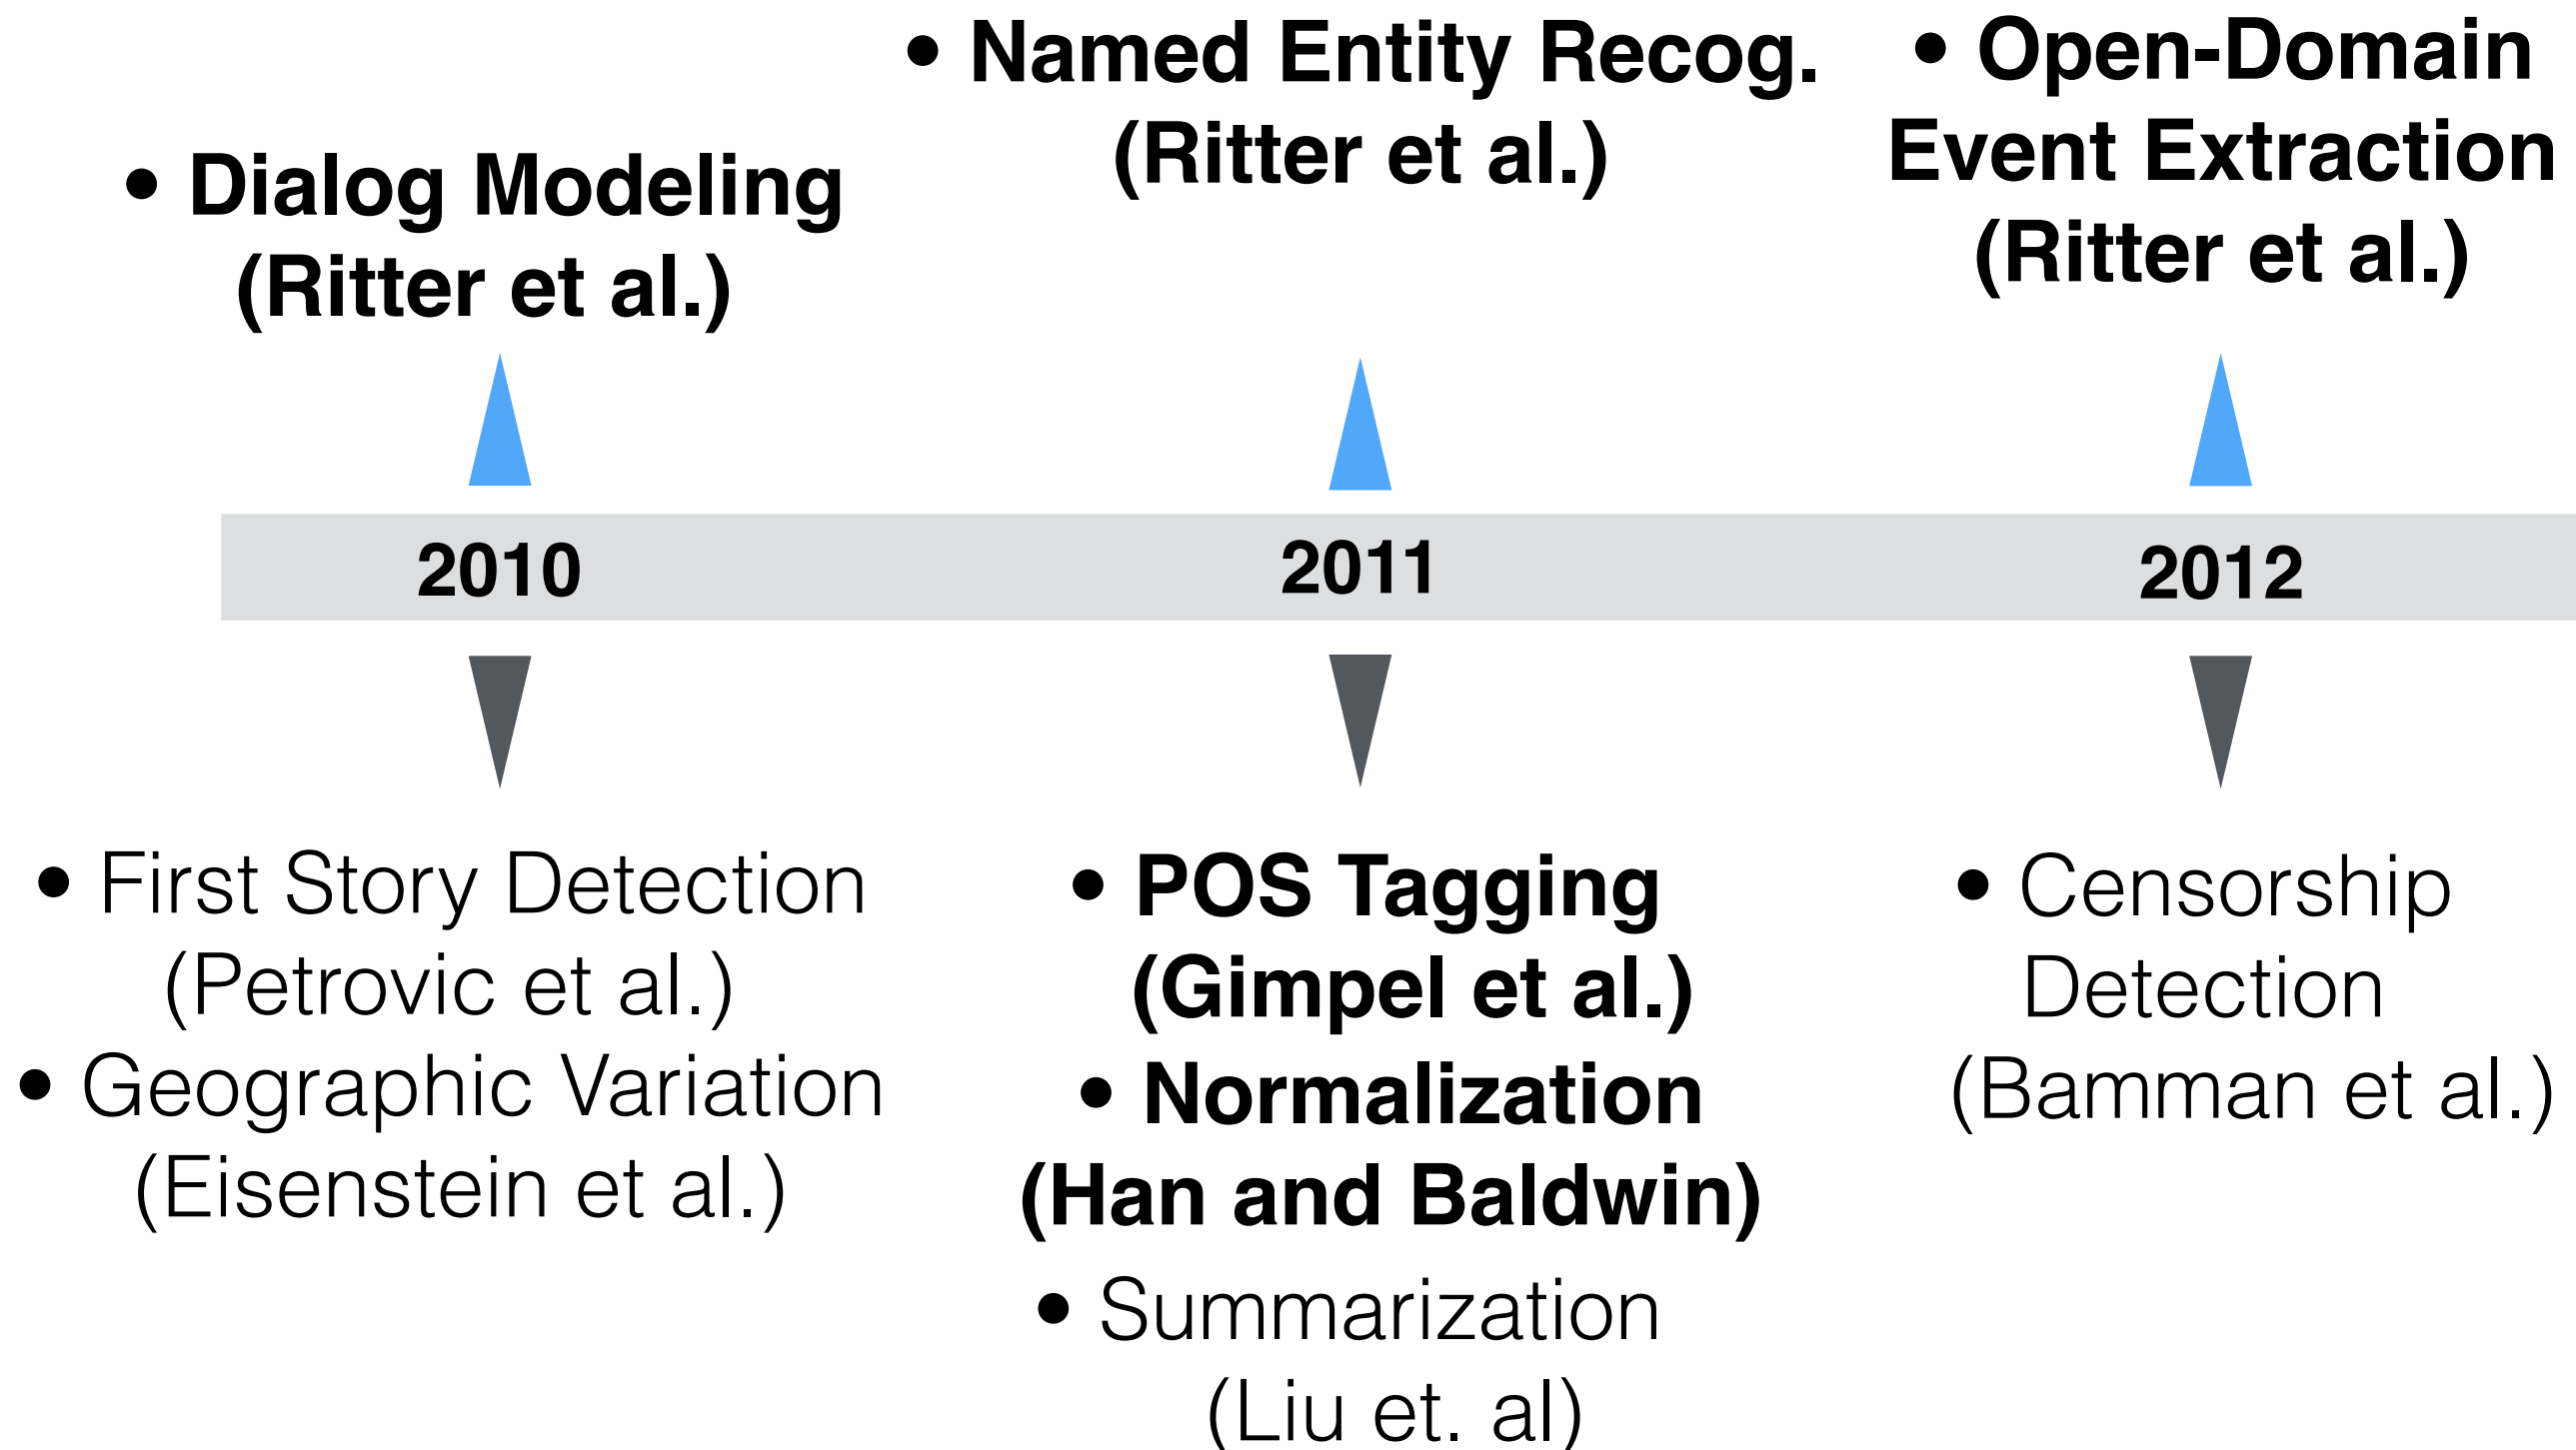 • Dialog Modeling
(Ritter et al.)
• Named Entity Recog.
(Ritter et al.)
• Open-Domain
Event Extraction
(Ritter et al.)
2010
2011
2012
• First Story Detection
(Petrovic et al.)
• Geographic Variation
(Eisenstein et al.)
• POS Tagging
(Gimpel et al.)
• Normalization
(Han and Baldwin)
• Summarization
(Liu et. al)
• Censorship
Detection
(Bamman et al.)